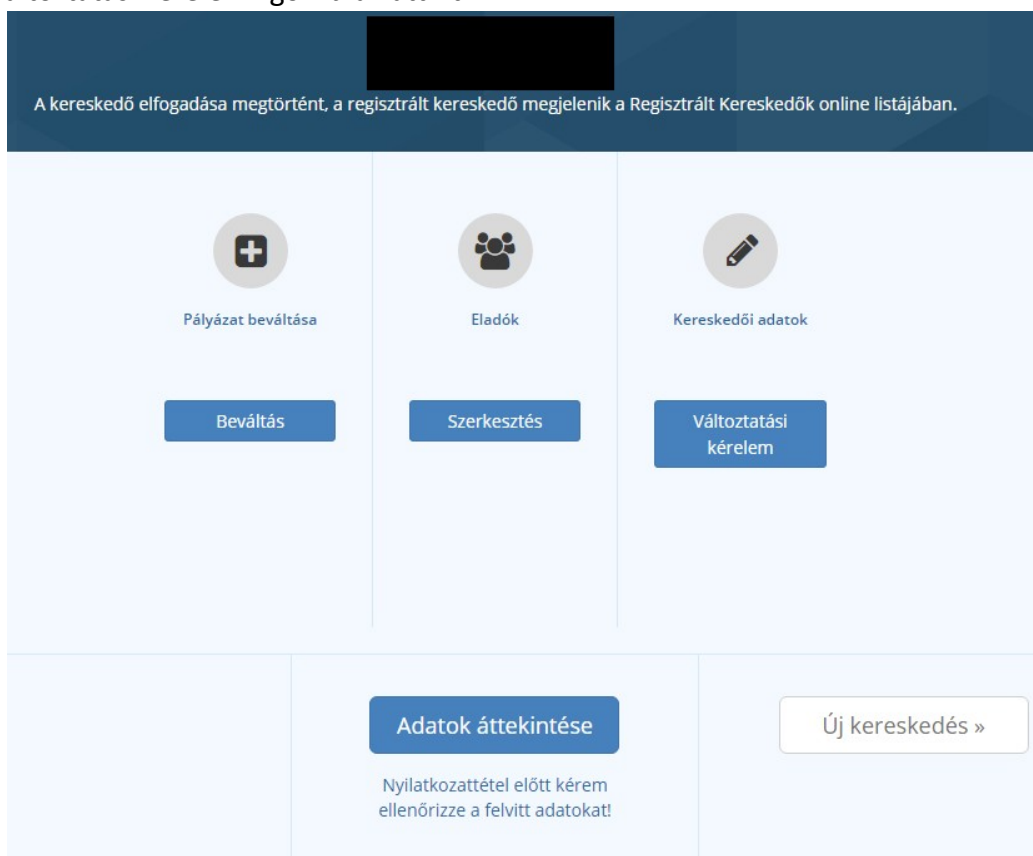 A kereskedő elfogadása megtörtént, a regisztrált kereskedő megjelenik a Regisztrált Kereskedők online listájában.
Pályázat beváltása
Eladók
Kereskedői adatok
Beváltás
Szerkesztés
Változtatási
kérelem
Adatok áttekintése
Új kereskedés »
Nyilatkozattétel előtt kérem
ellenőrizze a felvitt adatokat!